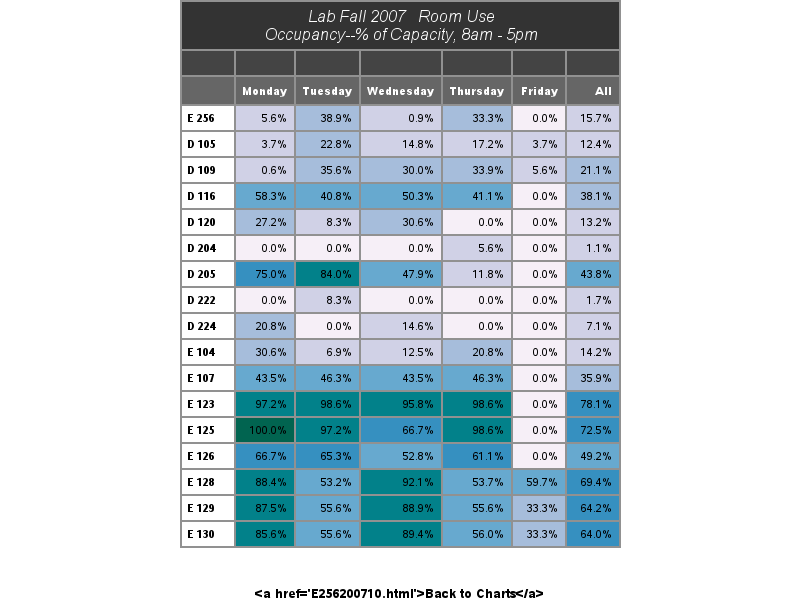 Lab Fall 2007 Room Use
Occupancy--% of Capacity, 8am - 5pm
Monday Tuesday Wednesday Thursday Friday All
E 256 5.6% 38.9% 0.9% 33.3% 0.0% 15.7%
D 105 3.7% 22.8% 14.8% 17.2% 3.7% 12.4%
D 109 0.6% 35.6% 30.0% 33.9% 5.6% 21.1%
D 116 58.3% 40.8% 50.3% 41.1% 0.0% 38.1%
D 120 27.2% 8.3% 30.6% 0.0% 0.0% 13.2%
D 204 0.0% 0.0% 0.0% 5.6% 0.0% 1.1%
D 205 75.0% 84.0% 47.9% 11.8% 0.0% 43.8%
D 222 0.0% 8.3% 0.0% 0.0% 0.0% 1.7%
D 224 20.8% 0.0% 14.6% 0.0% 0.0% 7.1%
E 104 30.6% 6.9% 12.5% 20.8% 0.0% 14.2%
E 107 43.5% 46.3% 43.5% 46.3% 0.0% 35.9%
E 123 97.2% 98.6% 95.8% 98.6% 0.0% 78.1%
E 125 100.0% 97.2% 66.7% 98.6% 0.0% 72.5%
E 126 66.7% 65.3% 52.8% 61.1% 0.0% 49.2%
E 128 88.4% 53.2% 92.1% 53.7% 59.7% 69.4%
E 129 87.5% 55.6% 88.9% 55.6% 33.3% 64.2%
E 130 85.6% 55.6% 89.4% 56.0% 33.3% 64.0%
&lt;a href='E256200710.html'&gt;Back to Charts&lt;/a&gt;